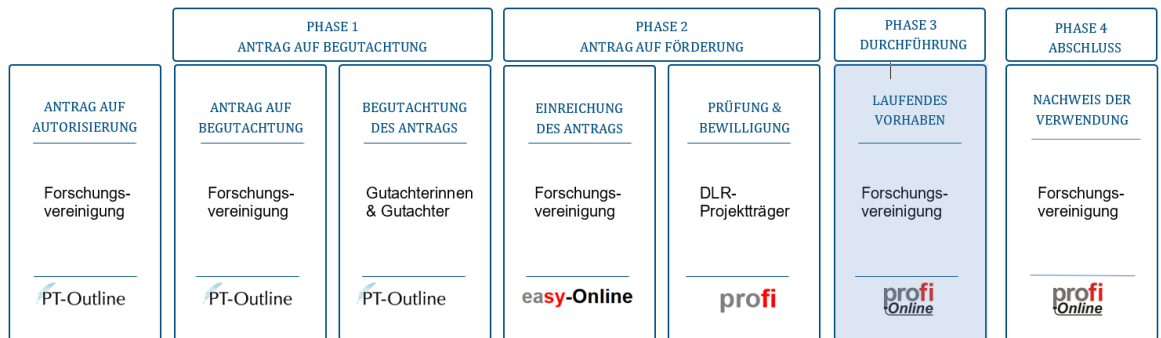 PHASE 1
ANTRAG AUF BEGUTACHTUNG
PHASE 2
ANTRAG AUF FÖRDERUNG
PHASE 3
DURCHFÜHRUNG
PHASE 4
ABSCHLUSS
ANTRAG AUF
AUTORISIERUNG
Forschungs-
vereinigung
PT-Outline
ANTRAG AUF
BEGUTACHTUNG
Forschungs-
vereinigung
PT-Outline
BEGUTACHTUNG
DES ANTRAGS
Gutachterinnen
& Gutachter
PT-Outline
EINREICHUNG
DES ANTRAGS
Forschungs-
vereinigung
easy-Online
PRÜFUNG &
BEWILLIGUNG
DLR-
Projektträger
profi
LAUFENDES
VORHABEN
Forschungs-
vereinigung
profi
-Online
NACHWEIS DER
VERWENDUNG
Forschungs-
vereinigung
profi
-Online